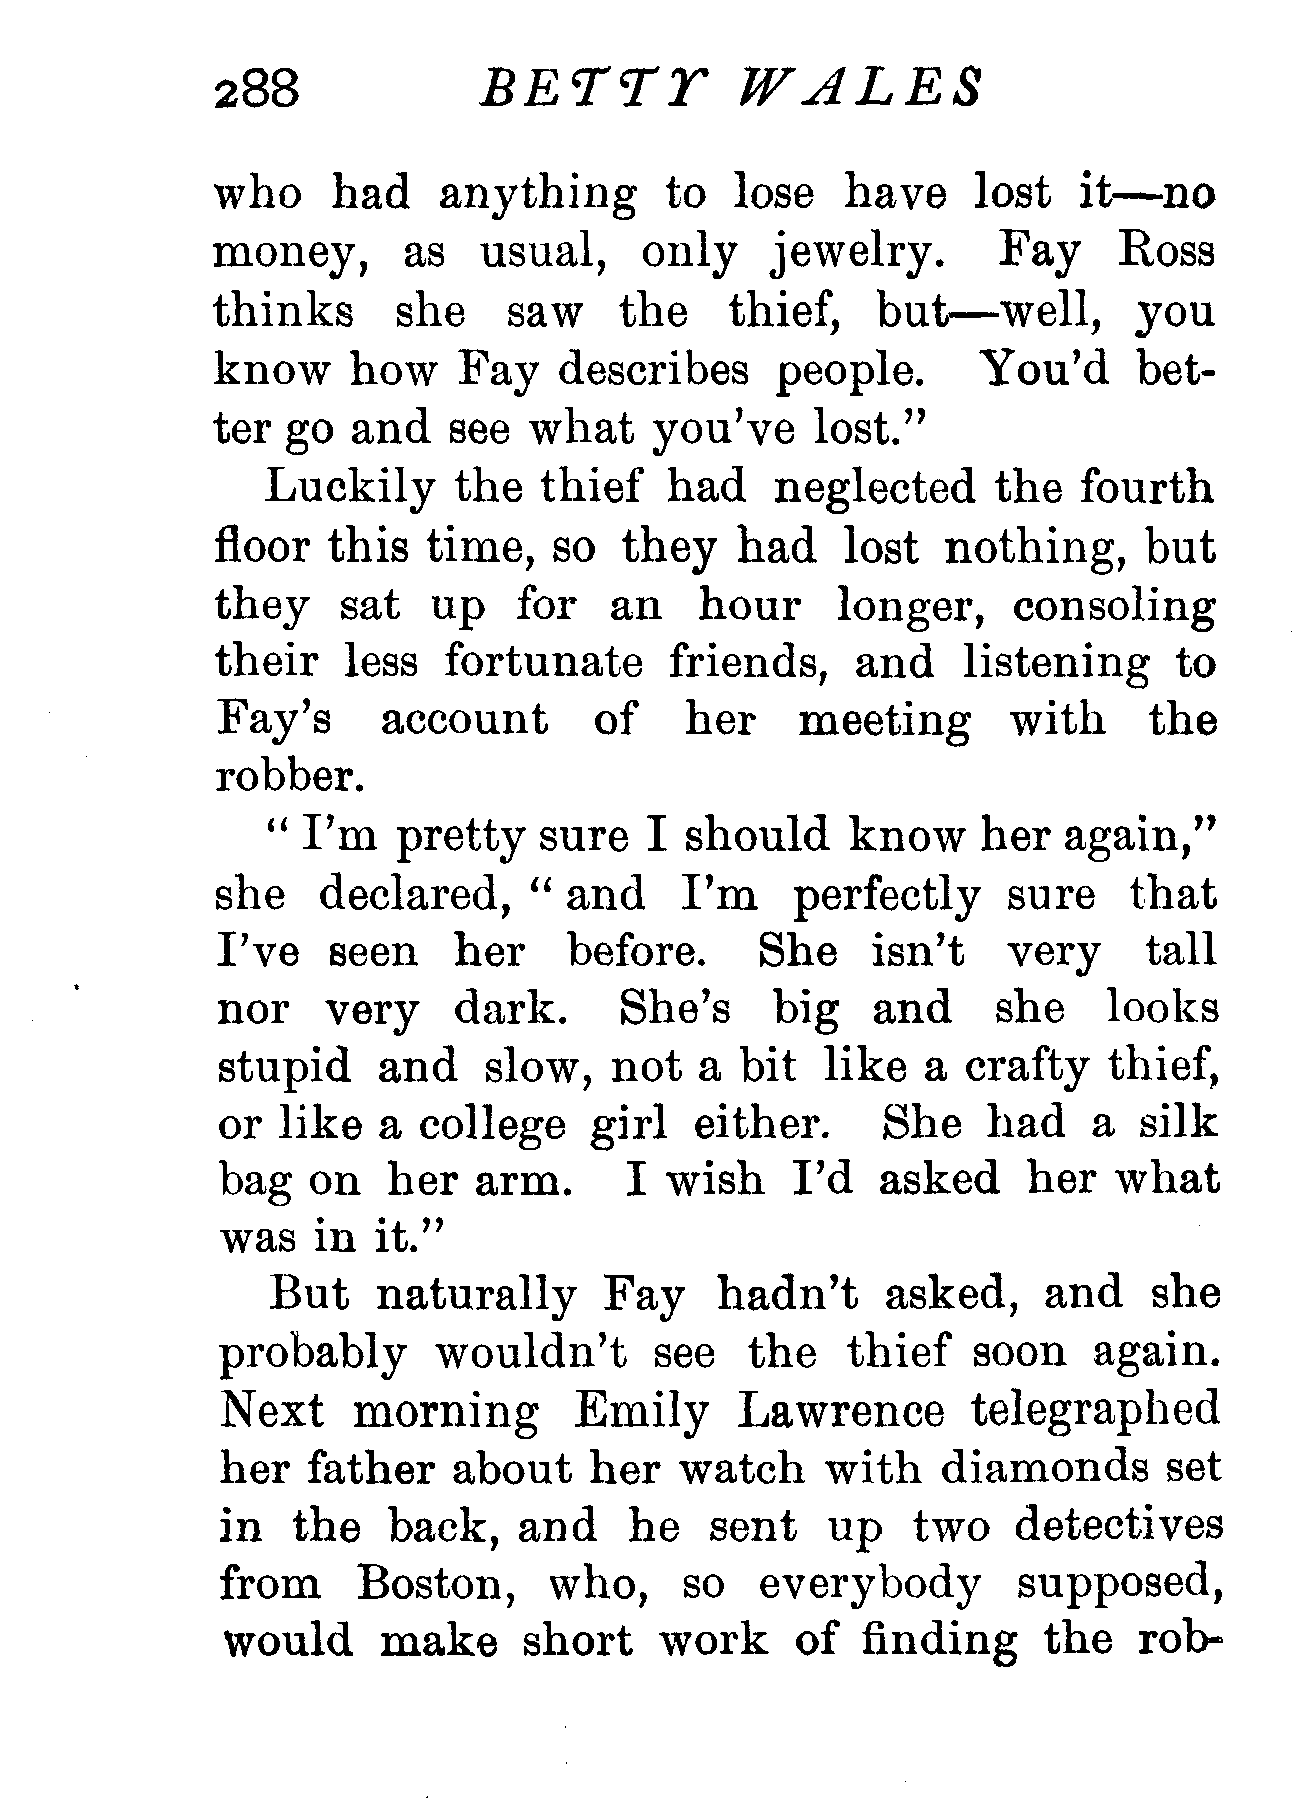 288 BETTY WALES
who had anything to lose have lost it—no
money, as usual, only jewelry. Fay Ross
thinks she saw the thief, but—well, you
know how Fay describes people. You'd bet-
ter go and see what you've lost."
Luckily the thief had neglected the fourth
floor this time, so they had lost nothing, but
they sat up for an hour longer, consoling
their less fortunate friends, and listening to
Fay's account of her meeting with the
robber.
" I'm pretty sure I should know her again,"
she declared, " and I'm perfectly sure that
I've seen her before. She isn't very tall
nor very dark. She's big and she looks
stupid and slow, not a bit like a crafty thief,
or like a college girl either. She had a silk
bag on her arm. I wish I'd asked her what
was in it."
But naturally Fay hadn't asked, and she
probably wouldn't see the thief soon again.
Next morning Emily Lawrence telegraphed
her father about her watch with diamonds set
in the back, and he sent up two detectives
from Boston, who, so everybody supposed,
would make short work of finding the rob-